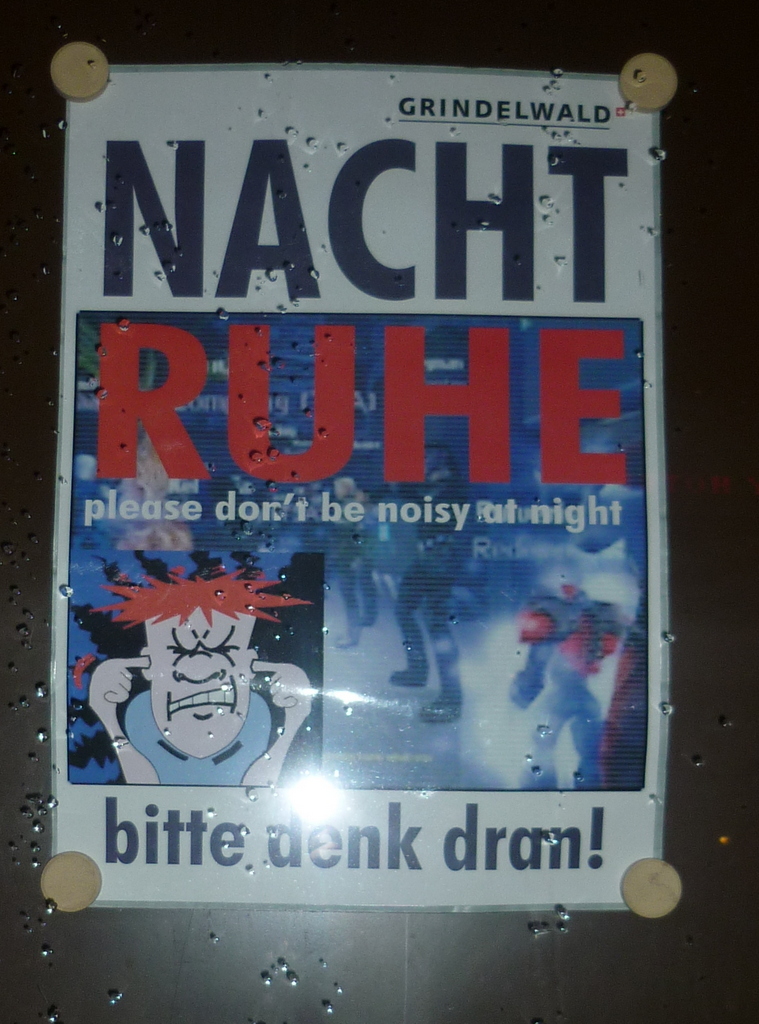 GRINDELWALD
NACHT
RUHE
please don't be noisy at night
bitte denk dran!